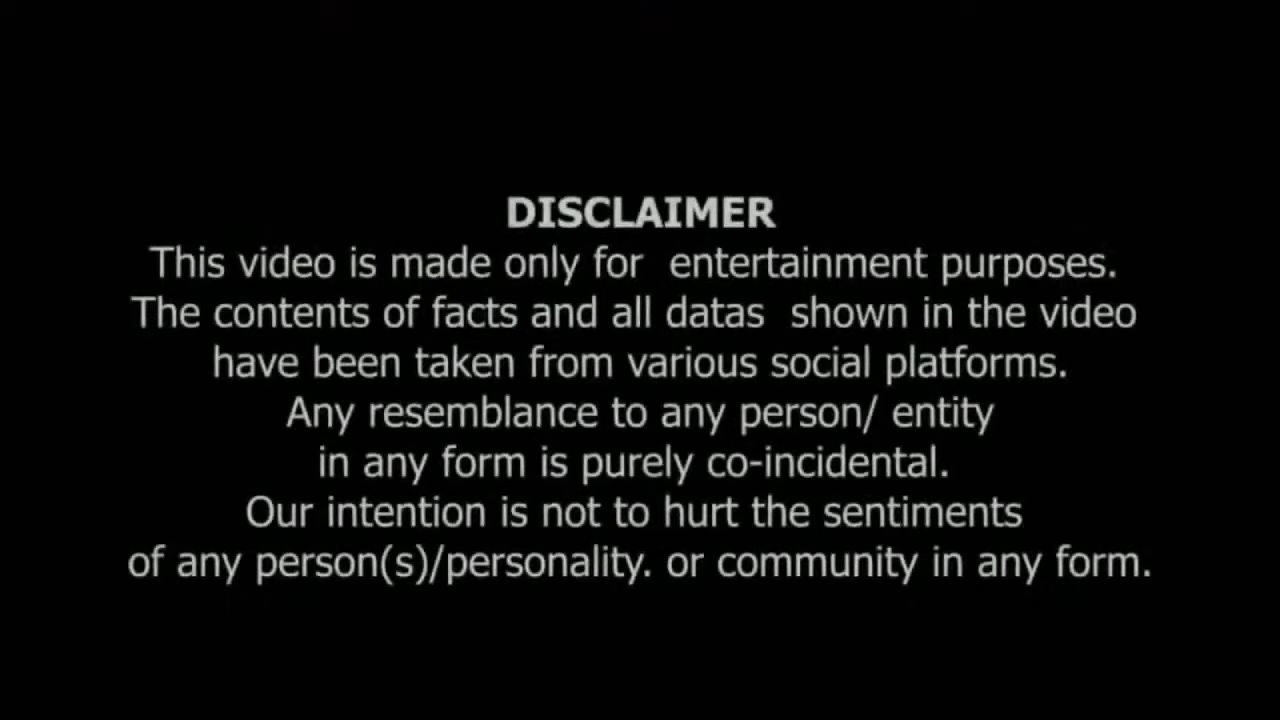 DISCLAIMER
This video is made only for  entertainment purposes.
The contents of facts and all datas  shown in the video
have been taken from various social platforms.
Any resemblance to any person/ entity
in any form is purely co-incidental.
Our intention is not to hurt the sentiments
of any person(s)/personality. or community in any form.